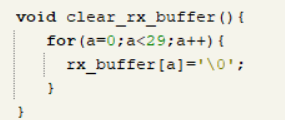 void clear_rx_buffer(){
for(a=0;a<29;a++){
rx_buffer[a]='\0';
}
}